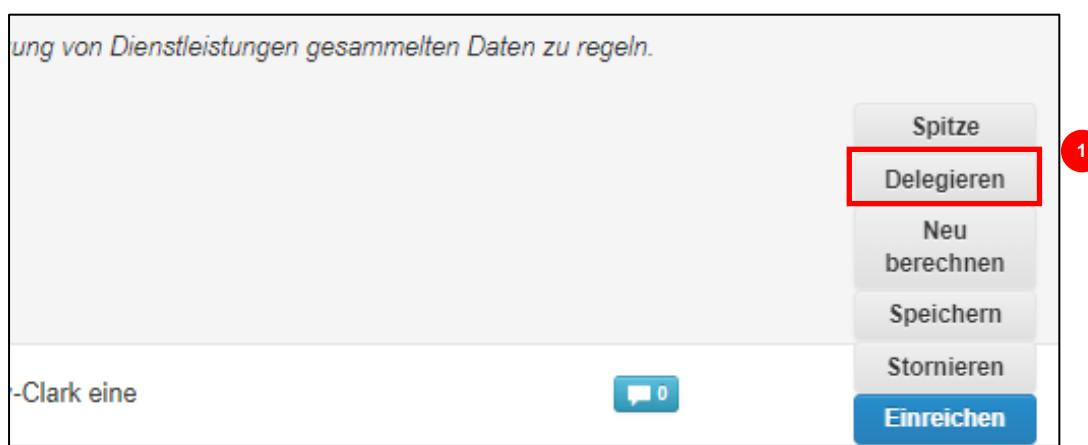 ung von Dienstleistungen gesammelten Daten zu regeln.
Spitze
1
Delegieren
Neu
berechnen
Speichern
Stornieren
-Clark eine
0
Einreichen